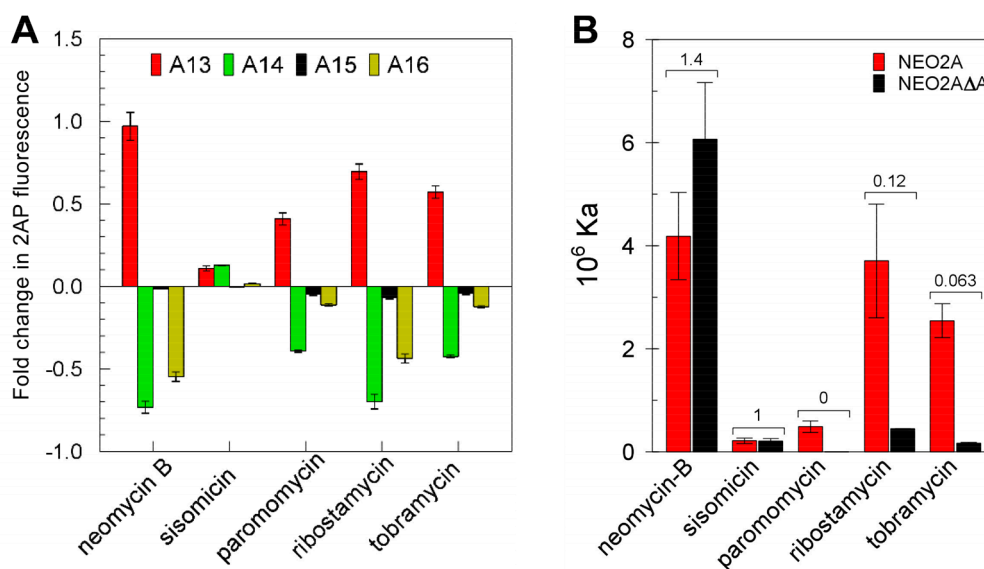 A
Fold change in 2AP fluorescence
1.5
1.0
0.5
0.0
-0.5
-1.0
A13 A14 A15 A16
neomycin B
sisomicin
paromomycin
ribostamycin
tobramycin
B
10⁶ Ka
8
6
4
2
0
NEO2A
NEO2AΔA
1.4
1
0
0.12
0.063
neomycin-B
sisomicin
paromomycin
ribostamycin
tobramycin